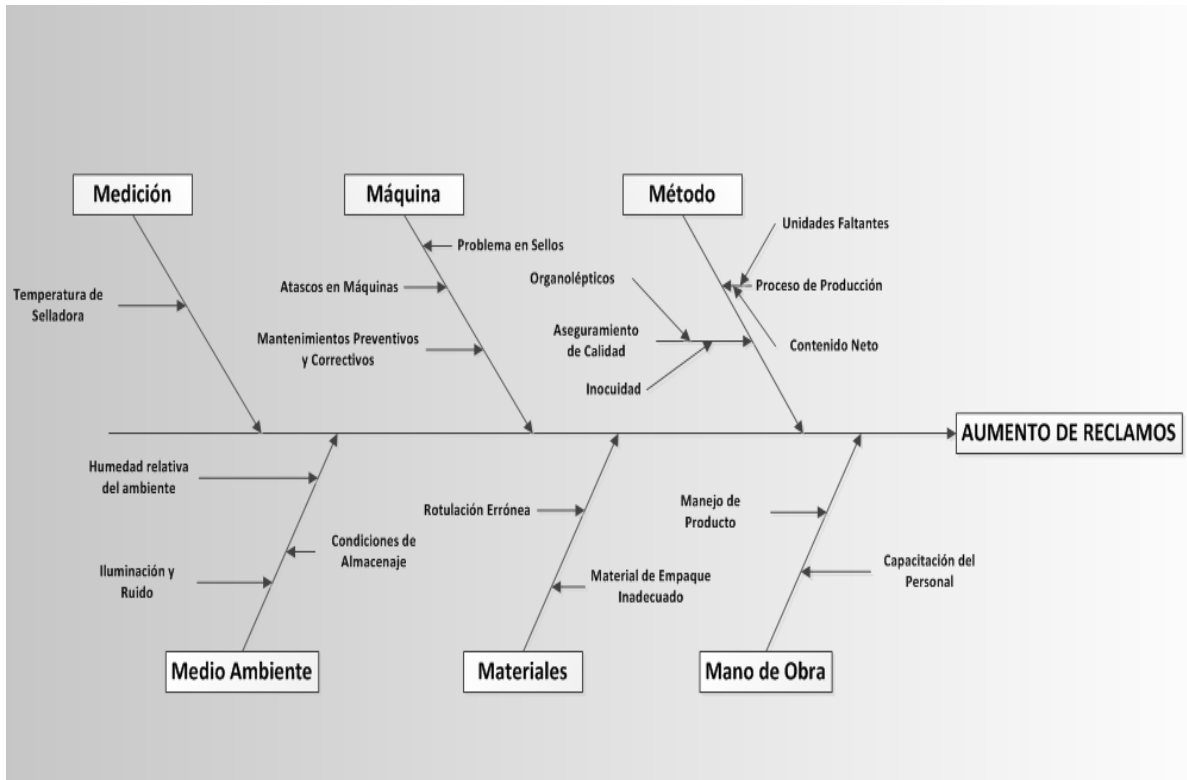 Medición
Máquina
Método
Unidades Faltantes
Problema en Sellos
Organolépticos
Atascos en Máquinas
Proceso de Producción
Temperatura de
Selladora
Mantenimientos Preventivos
y Correctivos
Aseguramiento
de Calidad
Contenido Neto
Inocuidad
AUMENTO DE RECLAMOS
Humedad relativa
del ambiente
Rotulación Errónea
Manejo de
Producto
Condiciones de
Almacenaje
Iluminación y
Ruido
Material de Empaque
Inadecuado
Capacitación del
Personal
Medio Ambiente
Materiales
Mano de Obra